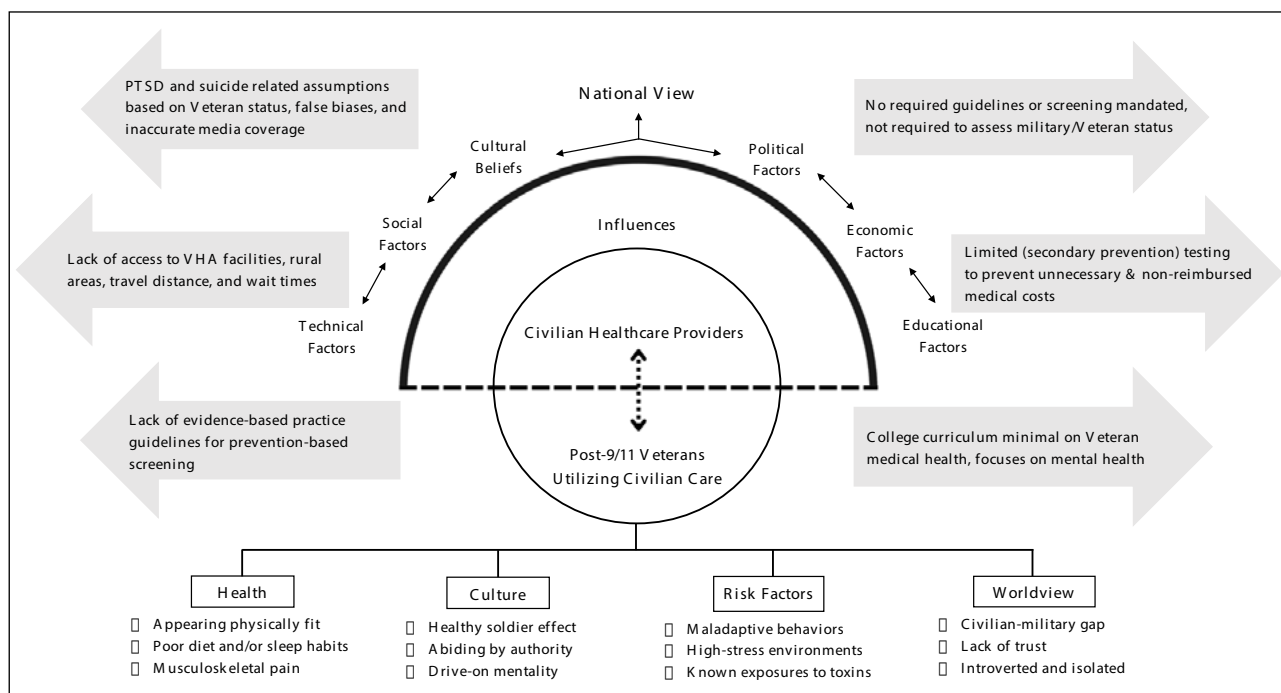 PTSD and suicide related assumptions
based on Veteran status, false biases, and
inaccurate media coverage
National View
No required guidelines or screening mandated,
not required to assess military/Veteran status
Cultural
Beliefs
Political
Factors
Social
Factors
Influences
Economic
Factors
Lack of access to VHA facilities, rural
areas, travel distance, and wait times
Limited (secondary prevention) testing
to prevent unnecessary & non-reimbursed
medical costs
Technical
Factors
Civilian Healthcare Providers
Educational
Factors
Lack of evidence-based practice
guidelines for prevention-based
screening
College curriculum minimal on Veteran
medical health, focuses on mental health
Post-9/11 Veterans
Utilizing Civilian Care
Health
▯ Appearing physically fit
▯ Poor diet and/or sleep habits
▯ Musculoskeletal pain
Culture
▯ Healthy soldier effect
▯ Abiding by authority
▯ Drive-on mentality
Risk Factors
▯ Maladaptive behaviors
▯ High-stress environments
▯ Known exposures to toxins
Worldview
▯ Civilian-military gap
▯ Lack of trust
▯ Introverted and isolated